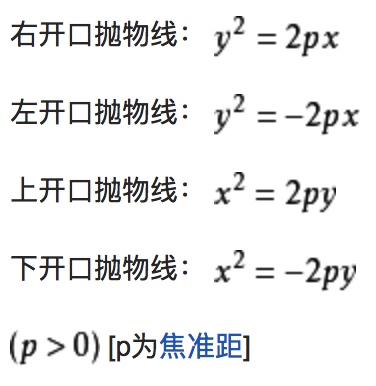 右开口抛物线： y² = 2px
左开口抛物线： y² = −2px
上开口抛物线： x² = 2py
下开口抛物线： x² = −2py
(p > 0) [p为焦准距]